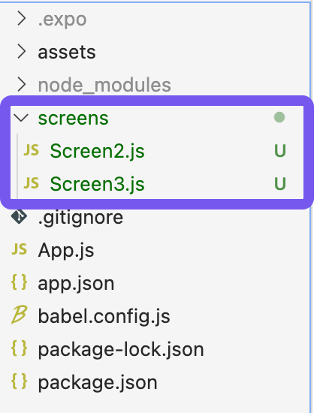 .expo
assets
node_modules
screens
JS Screen2.js U
JS Screen3.js U
.gitignore
JS App.js
{} app.json
babel.config.js
{} package-lock.json
{} package.json